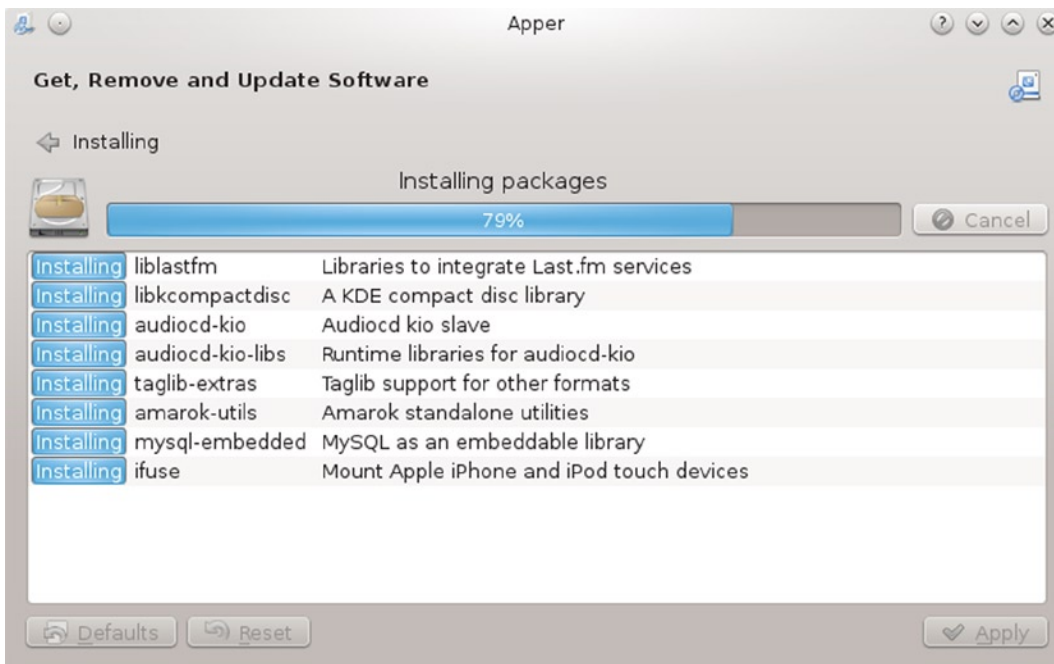 Apper
Get, Remove and Update Software
Installing
Installing packages
79%
Cancel
Installing liblastfm Libraries to integrate Last.fm services
Installing libkcompactdisc A KDE compact disc library
Installing audiocd-kio Audiocd kio slave
Installing audiocd-kio-libs Runtime libraries for audiocd-kio
Installing taglib-extras Taglib support for other formats
Installing amarok-utils Amarok standalone utilities
Installing mysql-embedded MySQL as an embeddable library
Installing ifuse Mount Apple iPhone and iPod touch devices
Defaults Reset Apply